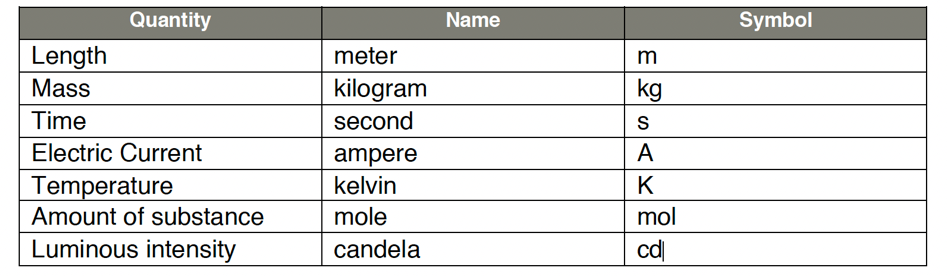 Quantity Name Symbol
Length meter m
Mass kilogram kg
Time second s
Electric Current ampere A
Temperature kelvin K
Amount of substance mole mol
Luminous intensity candela cd